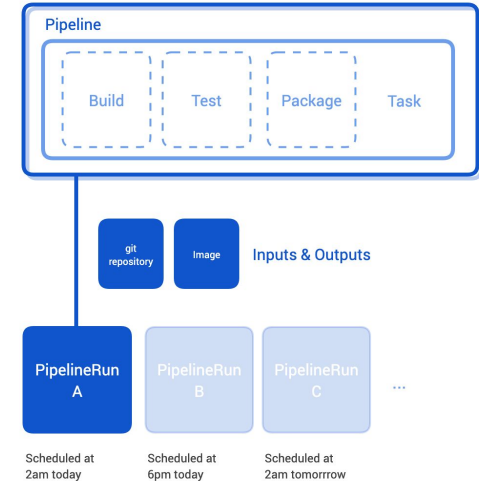 Pipeline
Build
Test
Package
Task
git
repository
Image
Inputs & Outputs
PipelineRun
A
PipelineRun
B
PipelineRun
C
...
Scheduled at
2am today
Scheduled at
6pm today
Scheduled at
2am tomorrrow